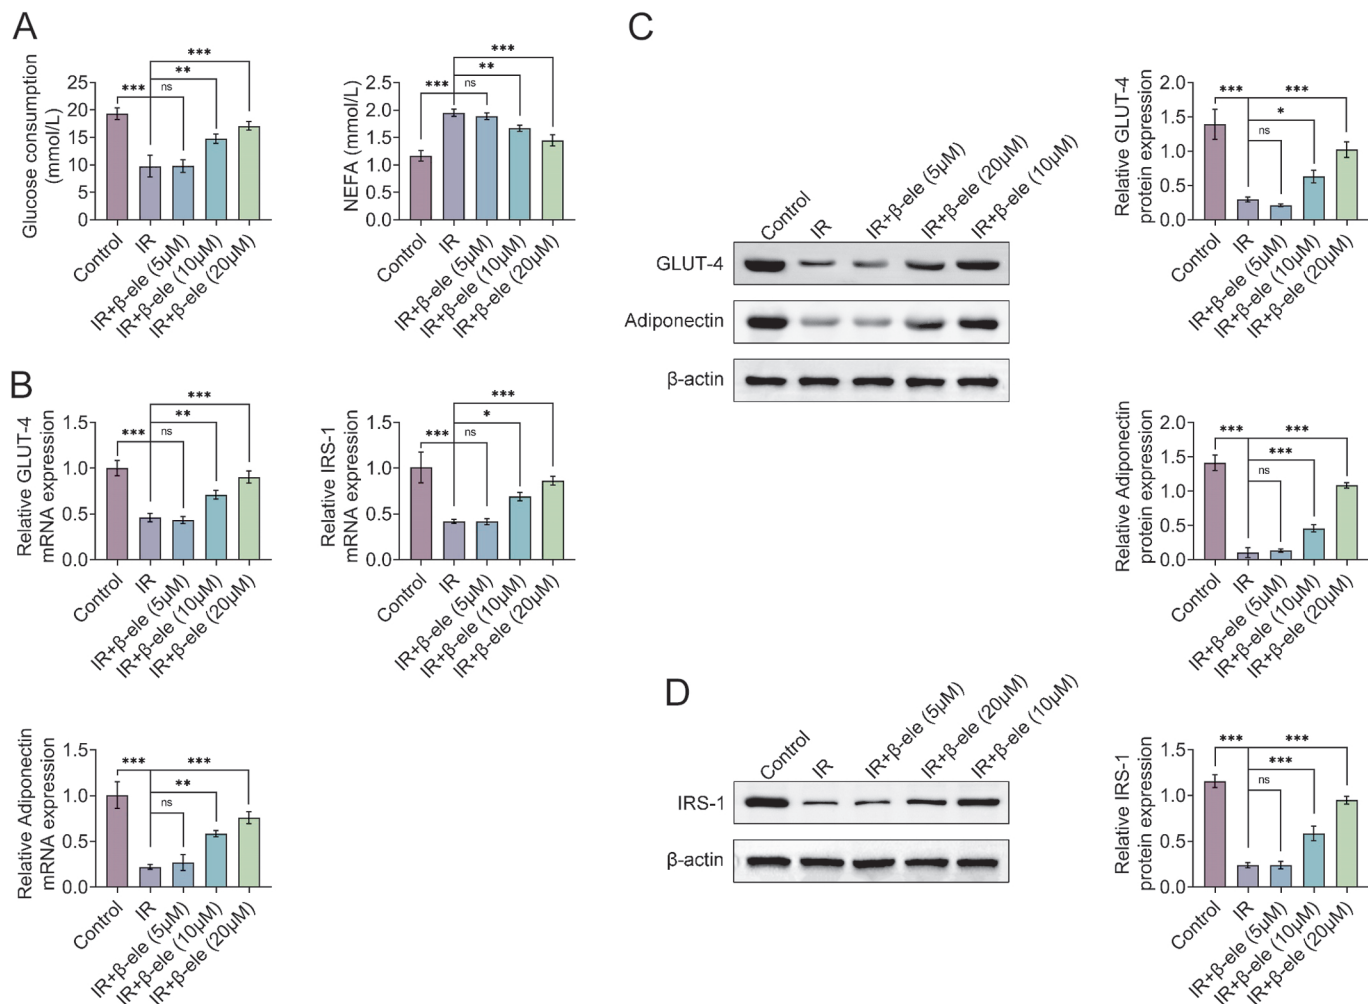 A
Glucose consumption
(mmol/L)
25
20
15
10
5
0
***
ns
**
***
Control
IR
IR+β-ele (5μM)
IR+β-ele (10μM)
IR+β-ele (20μM)
NEFA (mmol/L)
2.5
2.0
1.5
1.0
0.5
0.0
***
ns
**
***
Control
IR
IR+β-ele (5μM)
IR+β-ele (10μM)
IR+β-ele (20μM)
B
Relative GLUT-4
mRNA expression
1.5
1.0
0.5
0.0
***
ns
**
***
Control
IR
IR+β-ele (5μM)
IR+β-ele (10μM)
IR+β-ele (20μM)
Relative IRS-1
mRNA expression
1.5
1.0
0.5
0.0
***
ns
*
***
Control
IR
IR+β-ele (5μM)
IR+β-ele (10μM)
IR+β-ele (20μM)
Relative Adiponectin
mRNA expression
1.5
1.0
0.5
0.0
***
ns
**
***
Control
IR
IR+β-ele (5μM)
IR+β-ele (10μM)
IR+β-ele (20μM)
C
Control
IR
IR+β-ele (5μM)
IR+β-ele (20μM)
IR+β-ele (10μM)
GLUT-4
Adiponectin
β-actin
Relative GLUT-4
protein expression
2.0
1.5
1.0
0.5
0.0
***
ns
*
***
Control
IR
IR+β-ele (5μM)
IR+β-ele (10μM)
IR+β-ele (20μM)
Relative Adiponectin
protein expression
2.0
1.5
1.0
0.5
0.0
***
ns
***
***
Control
IR
IR+β-ele (5μM)
IR+β-ele (10μM)
IR+β-ele (20μM)
D
Control
IR
IR+β-ele (5μM)
IR+β-ele (20μM)
IR+β-ele (10μM)
IRS-1
β-actin
Relative IRS-1
protein expression
1.5
1.0
0.5
0.0
***
ns
***
***
Control
IR
IR+β-ele (5μM)
IR+β-ele (10μM)
IR+β-ele (20μM)